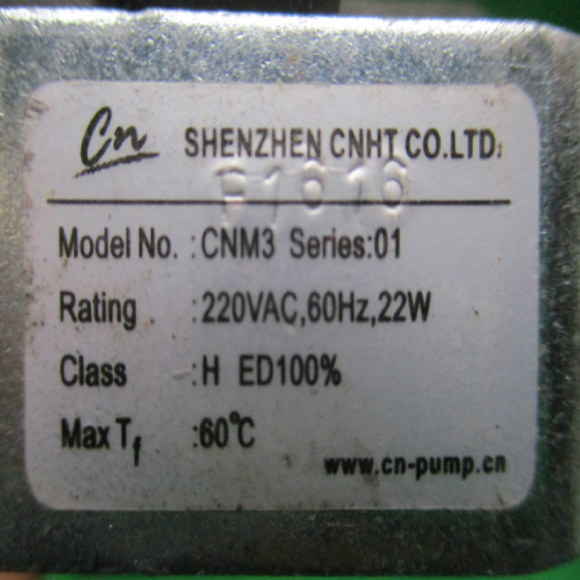 Cn SHENZHEN CNHT CO.LTD.
F1616
Model No. :CNM3 Series:01
Rating :220VAC,60Hz,22W
Class :H ED100%
Max Tf :60℃
www.cn-pump.cn